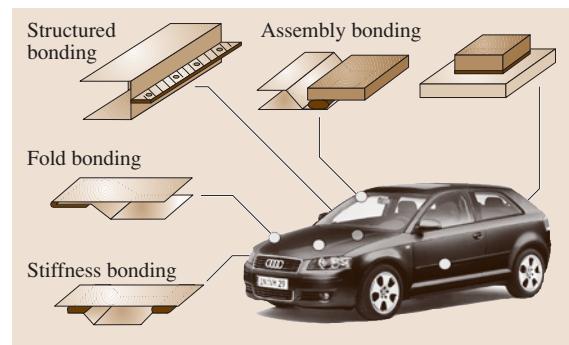 Structured
bonding
Assembly bonding
Fold bonding
Stiffness bonding